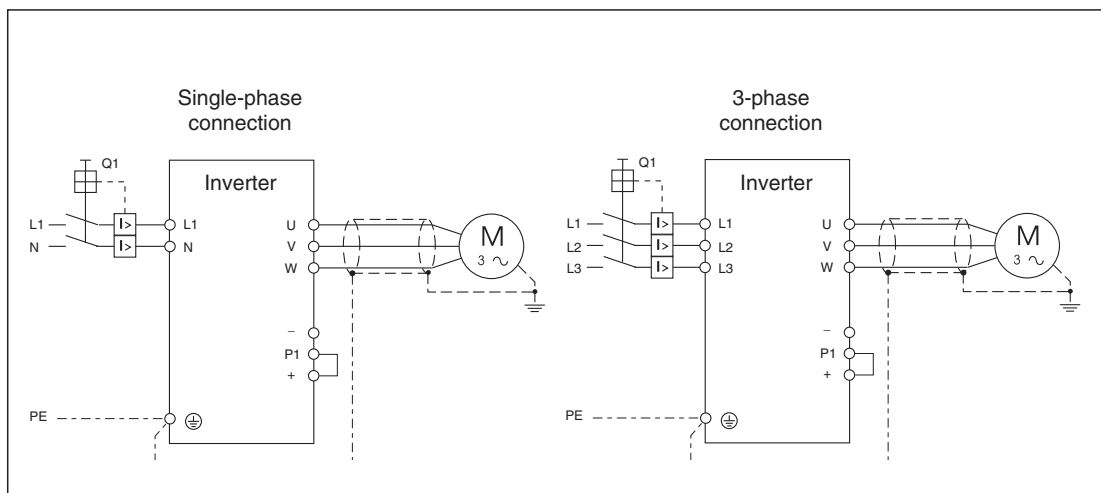 Single-phase
connection
Q1
Inverter
L1
L1
U
N
N
V
W
M
3 ~
I>
I>
–
P1
+
PE
3-phase
connection
Q1
Inverter
L1
L1
U
L2
L2
V
L3
L3
W
M
3 ~
I>
I>
I>
–
P1
+
PE